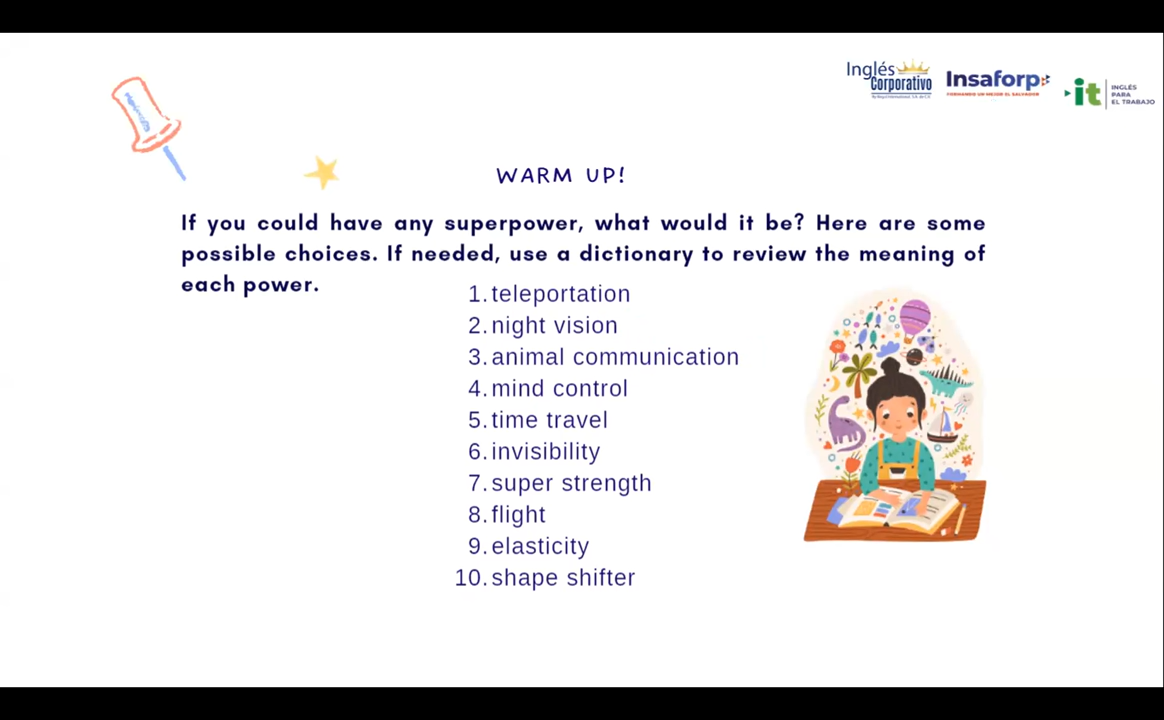 Inglés
Corporativo
Insaforp
FORMANDO UN MEJOR EL SALVADOR
it
INGLÉS
PARA
EL TRABAJO
WARM UP!
If you could have any superpower, what would it be? Here are some
possible choices. If needed, use a dictionary to review the meaning of
each power.
1. teleportation
2. night vision
3. animal communication
4. mind control
5. time travel
6. invisibility
7. super strength
8. flight
9. elasticity
10. shape shifter